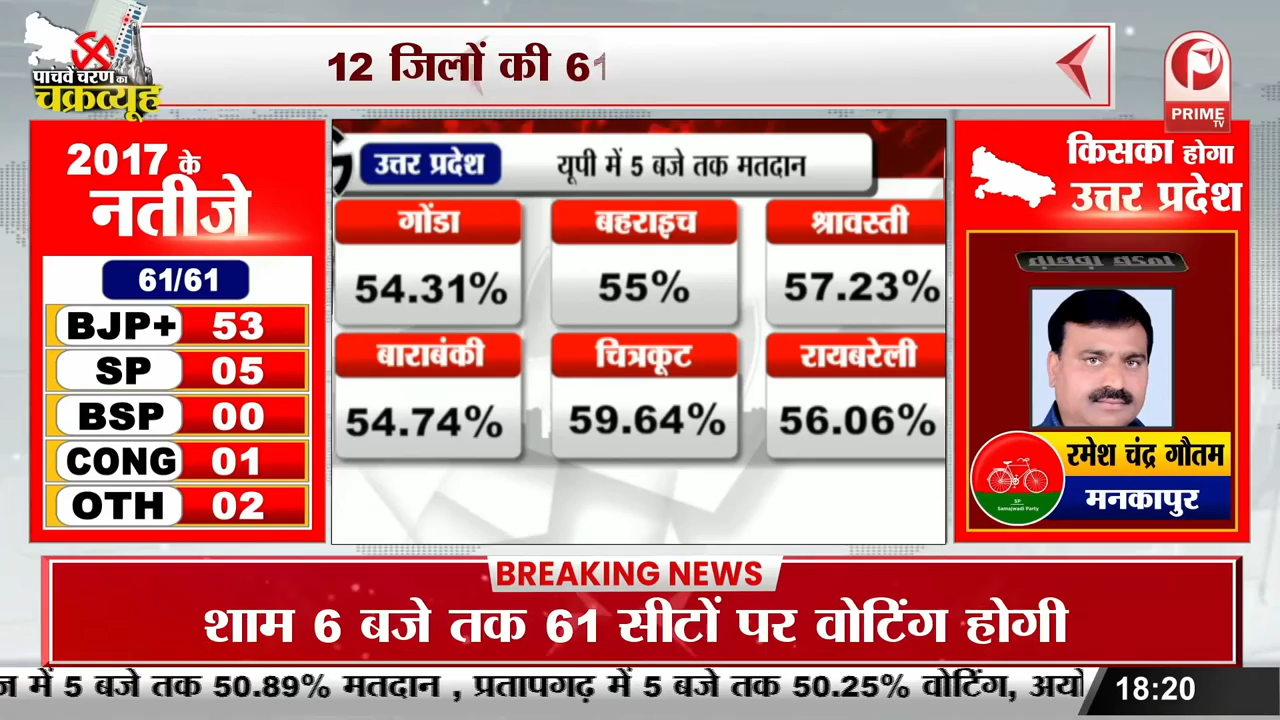 12 जिलों की 61
पांचवें चरण का
चक्रव्यूह
PRIME
TV
2017 के
नतीजे
61/61
BJP+ 53
SP 05
BSP 00
CONG 01
OTH 02
उत्तर प्रदेश यूपी में 5 बजे तक मतदान
गोंडा बहराइच श्रावस्ती
54.31% 55% 57.23%
बाराबंकी चित्रकूट रायबरेली
54.74% 59.64% 56.06%
किसका होगा
उत्तर प्रदेश
SP
Samajwadi Party
रमेश चंद्र गौतम
मनकापुर
BREAKING NEWS
शाम 6 बजे तक 61 सीटों पर वोटिंग होगी
में 5 बजे तक 50.89% मतदान , प्रतापगढ़ में 5 बजे तक 50.25% वोटिंग,
18:20